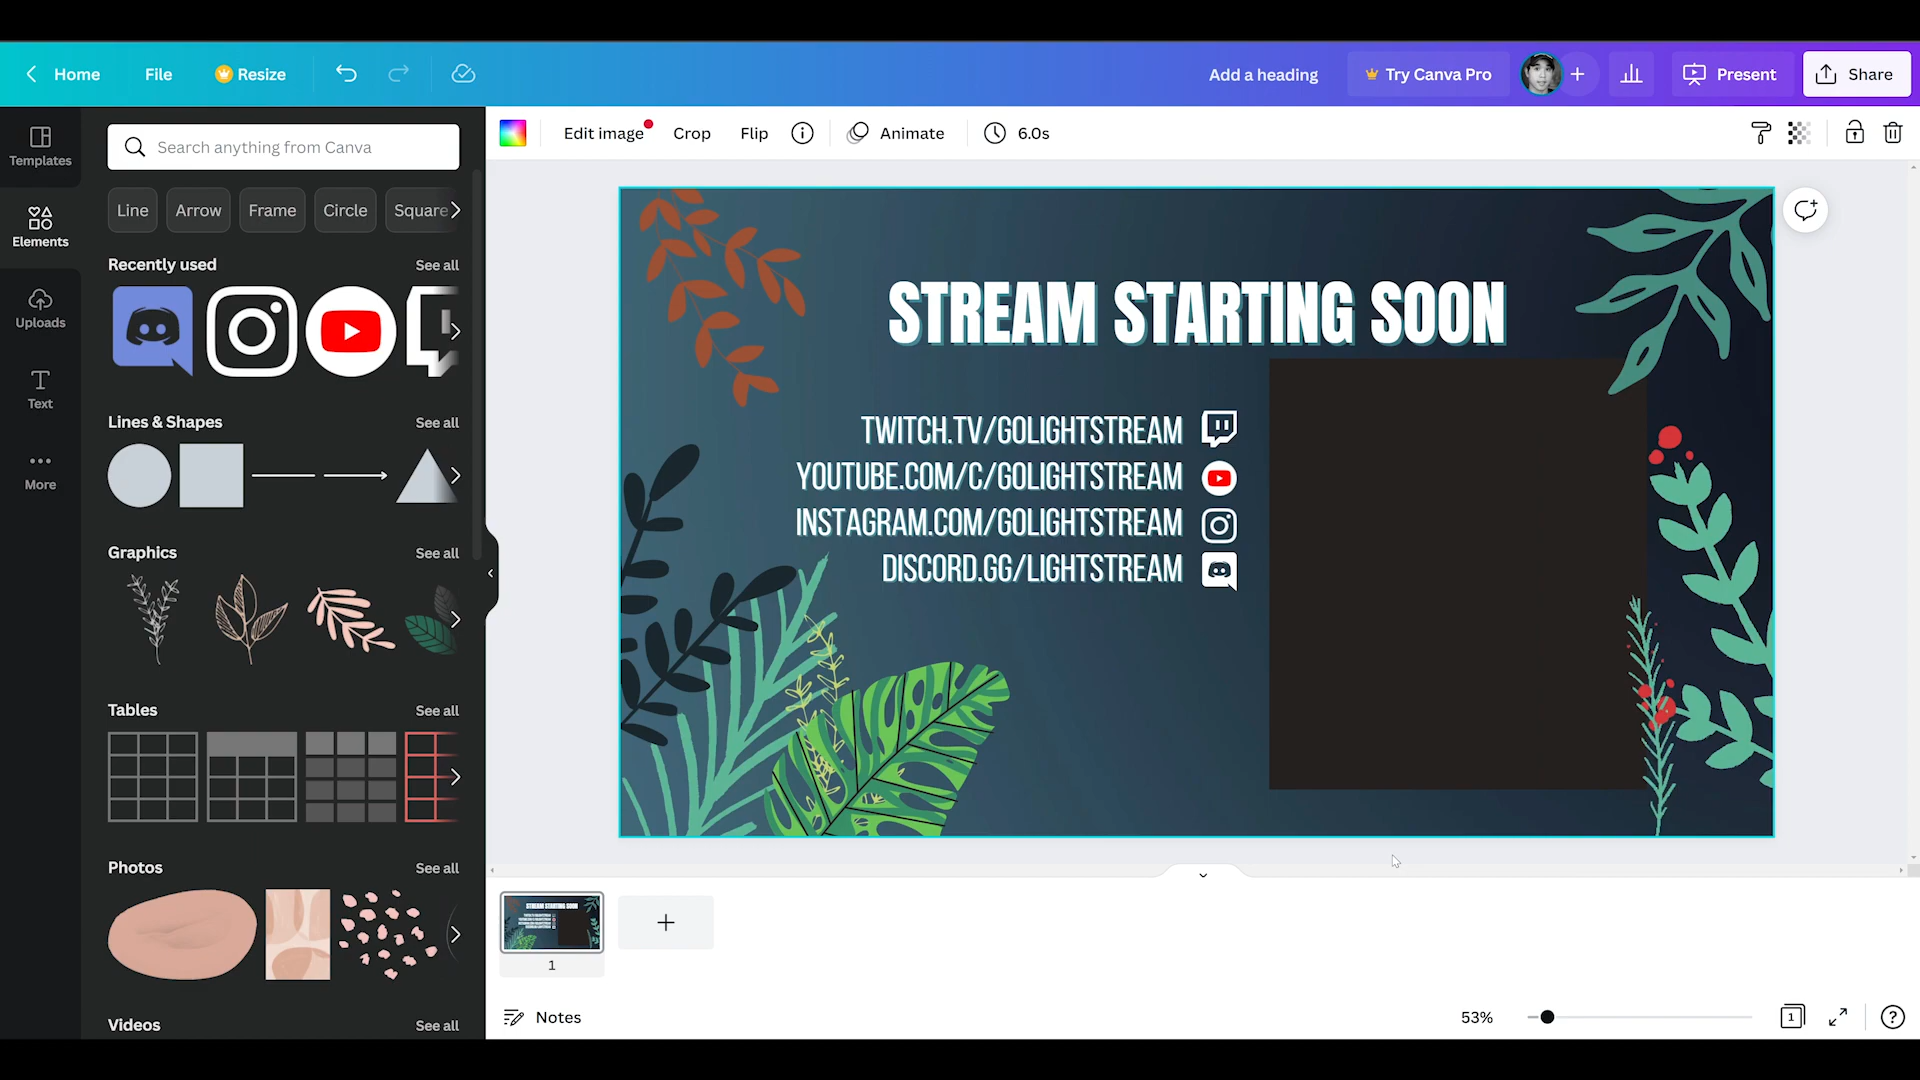 Home
File
Resize
Add a heading
Try Canva Pro
Present
Share
Templates
Elements
Uploads
Text
More
Search anything from Canva
Line
Arrow
Frame
Circle
Square
Recently used
See all
Lines & Shapes
See all
Graphics
See all
Tables
See all
Photos
See all
Videos
See all
Edit image
Crop
Flip
Animate
6.0s
STREAM STARTING SOON
TWITCH.TV/GOLIGHTSTREAM
YOUTUBE.COM/C/GOLIGHTSTREAM
INSTAGRAM.COM/GOLIGHTSTREAM
DISCORD.GG/LIGHTSTREAM
STREAM STARTING SOON
1
Notes
53%
1